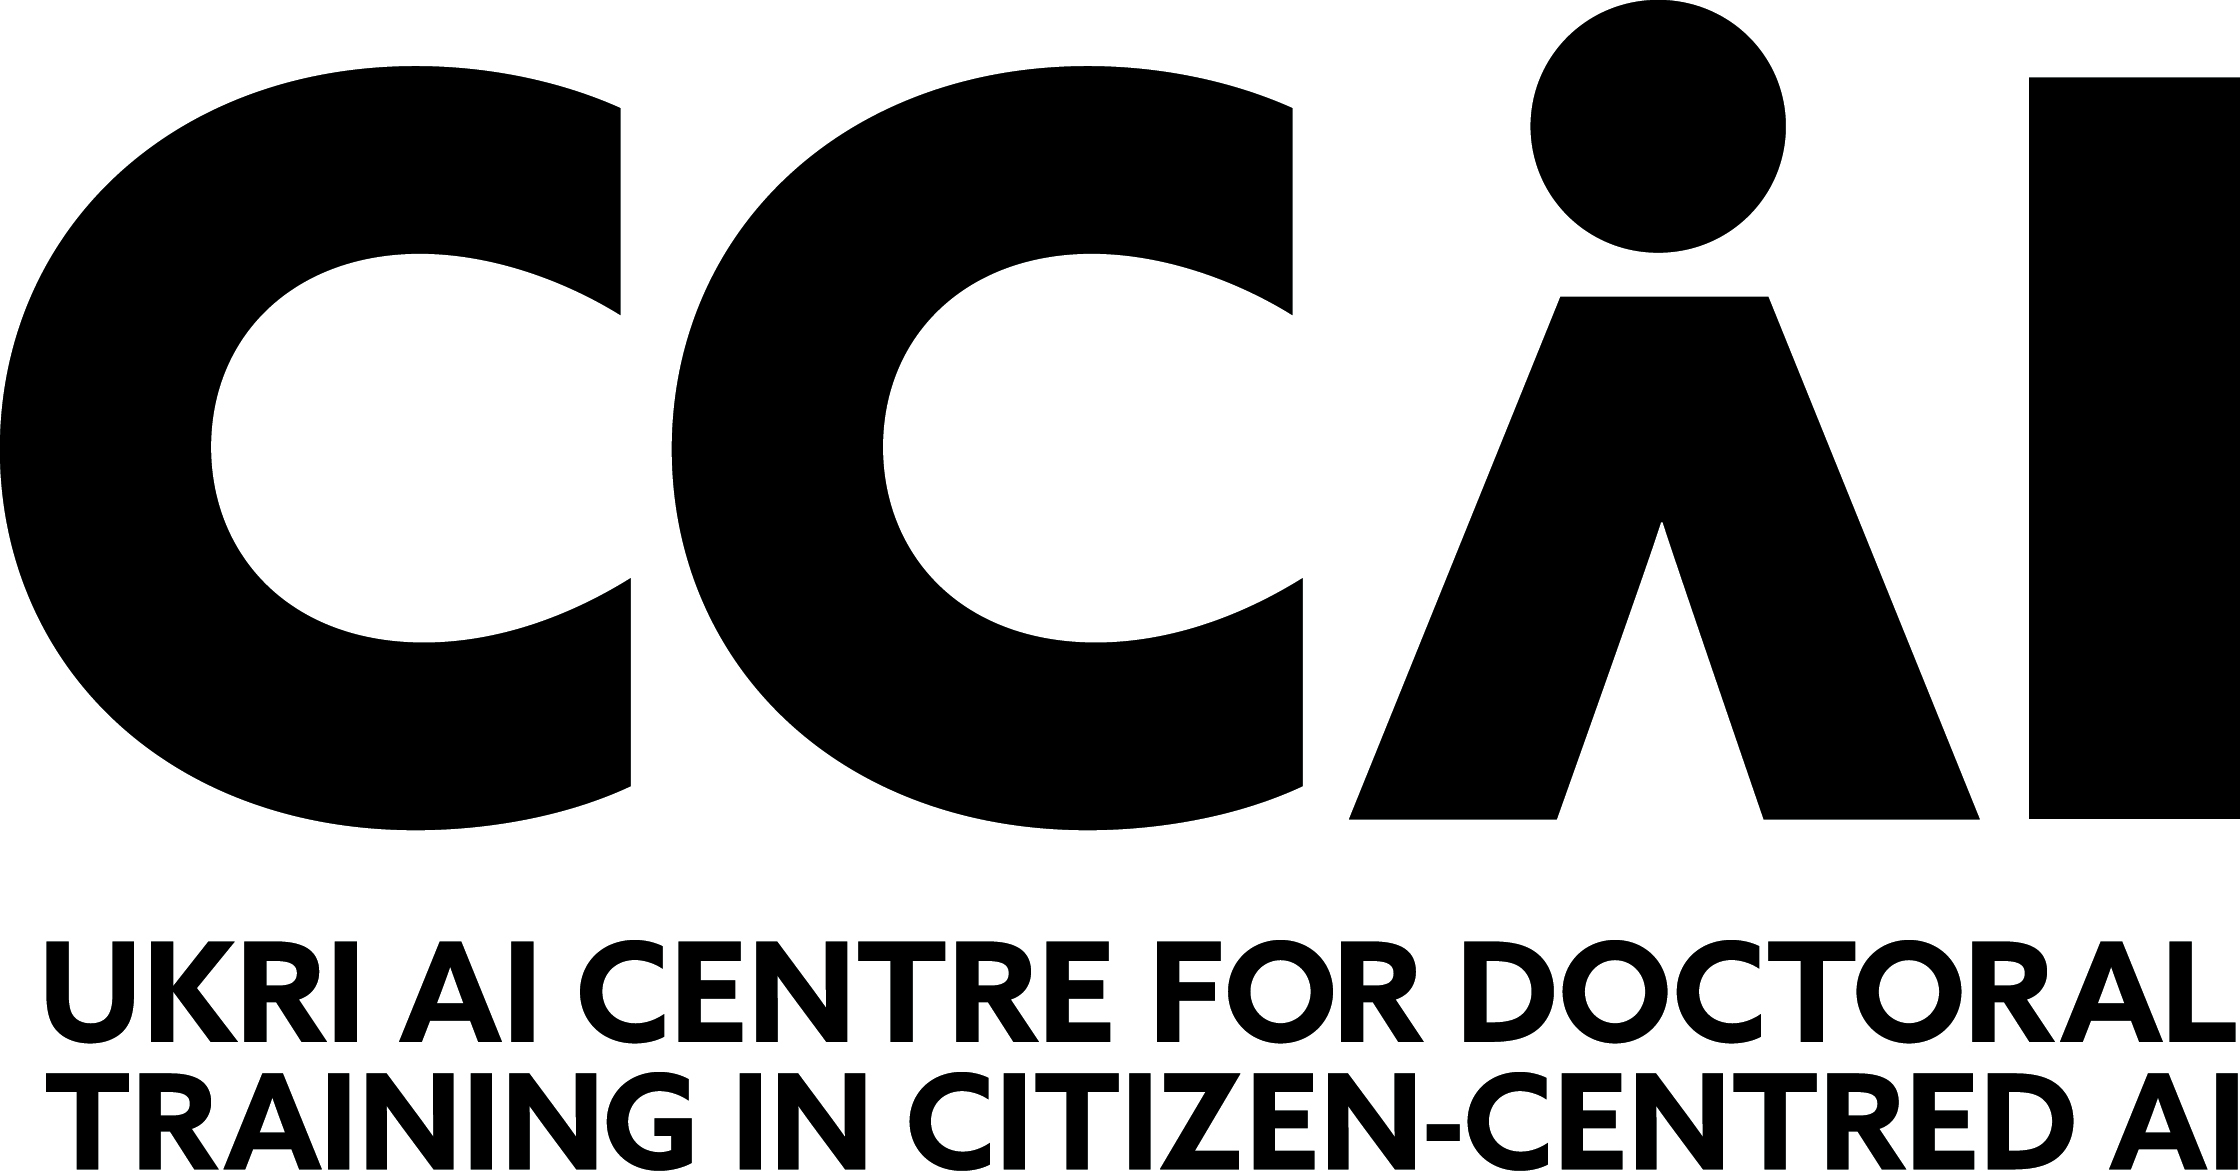 CCAI
UKRI AI CENTRE FOR DOCTORAL
TRAINING IN CITIZEN-CENTRED AI